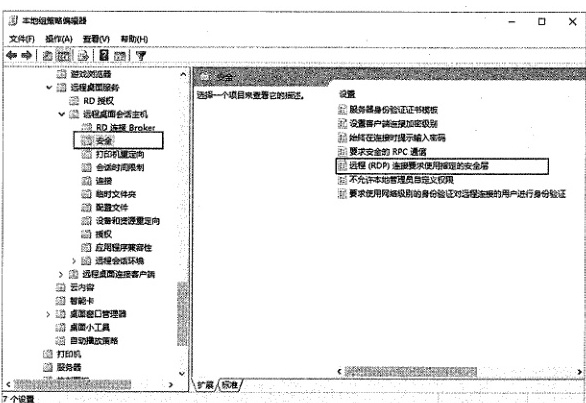 本地组策略编辑器
文件(F) 操作(A) 查看(V) 帮助(H)
游戏浏览器
远程桌面服务
RD 授权
远程桌面会话主机
RD 连接 Broker
安全
打印机重定向
会话时间限制
连接
临时文件夹
配置文件
设备和资源重定向
授权
应用程序兼容性
远程会话环境
远程桌面连接客户端
云内容
智能卡
桌面窗口管理器
桌面小工具
自动播放策略
打印机
服务器
安全
选择一个项目来查看它的描述。
设置
服务器身份验证证书模板
设置客户端连接加密级别
始终在连接时提示输入密码
要求安全的 RPC 通信
远程 (RDP) 连接要求使用指定的安全层
不允许本地管理员自定义权限
要求使用网络级别的身份验证对远程连接的用户进行身份验证
扩展 标准
7 个设置